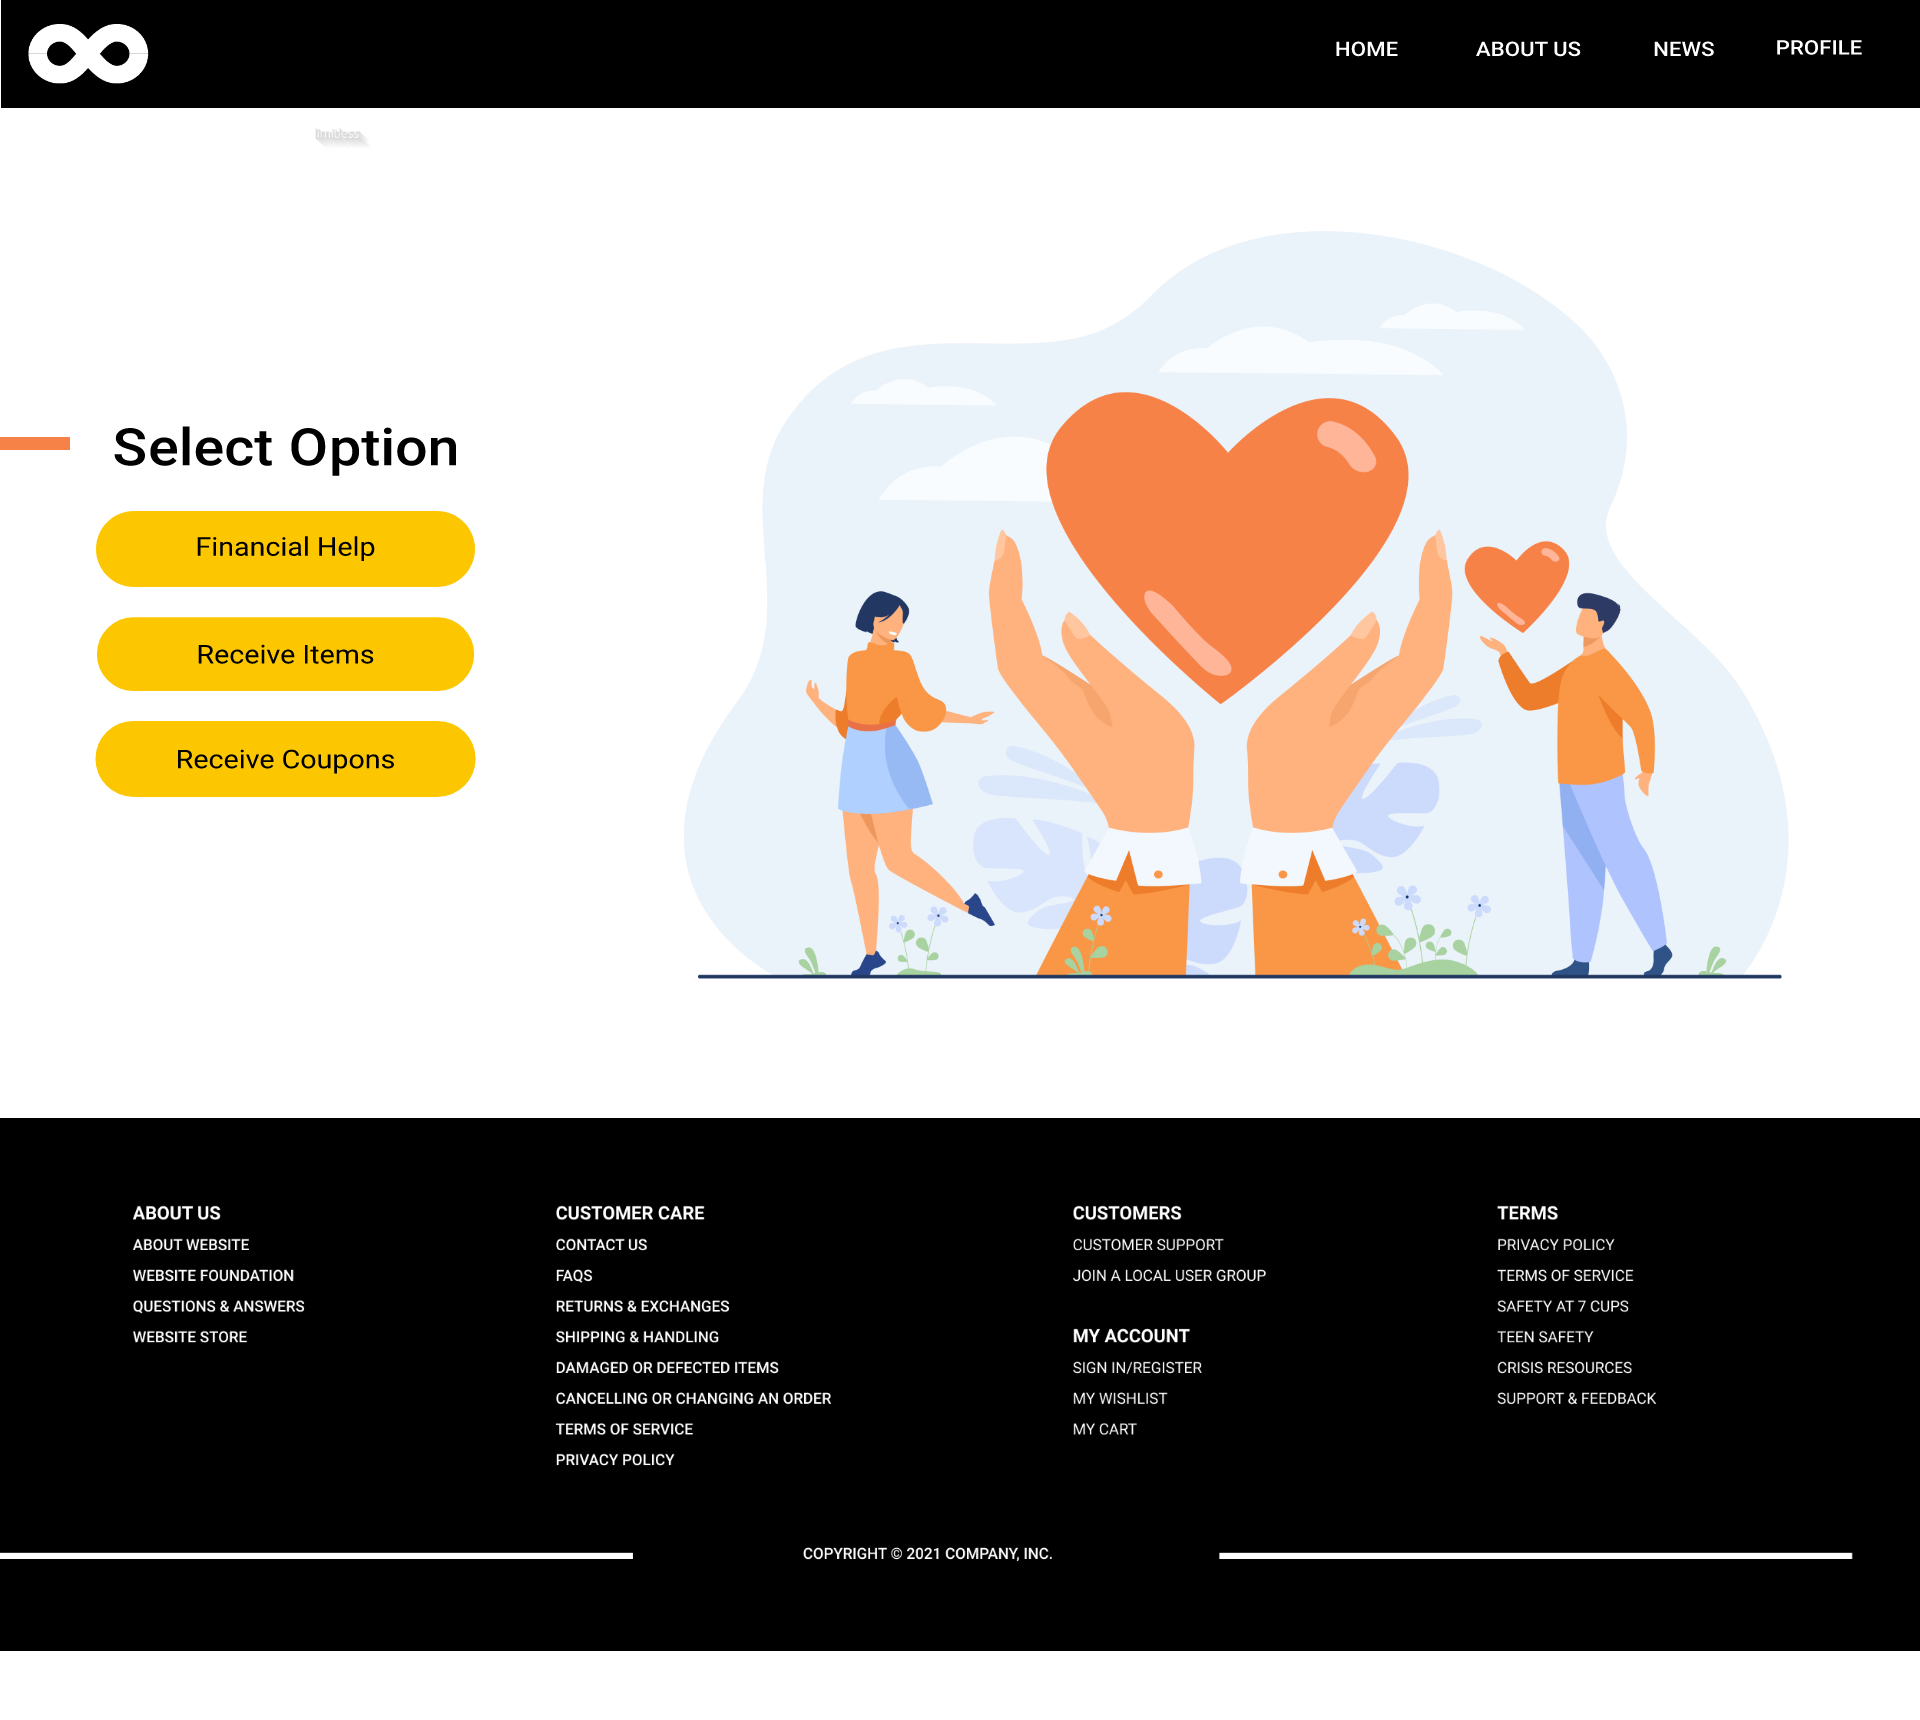 HOME ABOUT US NEWS PROFILE
limitless
Select Option
Financial Help
Receive Items
Receive Coupons
ABOUT US
ABOUT WEBSITE
WEBSITE FOUNDATION
QUESTIONS & ANSWERS
WEBSITE STORE
CUSTOMER CARE
CONTACT US
FAQS
RETURNS & EXCHANGES
SHIPPING & HANDLING
DAMAGED OR DEFECTED ITEMS
CANCELLING OR CHANGING AN ORDER
TERMS OF SERVICE
PRIVACY POLICY
CUSTOMERS
CUSTOMER SUPPORT
JOIN A LOCAL USER GROUP
MY ACCOUNT
SIGN IN/REGISTER
MY WISHLIST
MY CART
TERMS
PRIVACY POLICY
TERMS OF SERVICE
SAFETY AT 7 CUPS
TEEN SAFETY
CRISIS RESOURCES
SUPPORT & FEEDBACK
COPYRIGHT © 2021 COMPANY, INC.